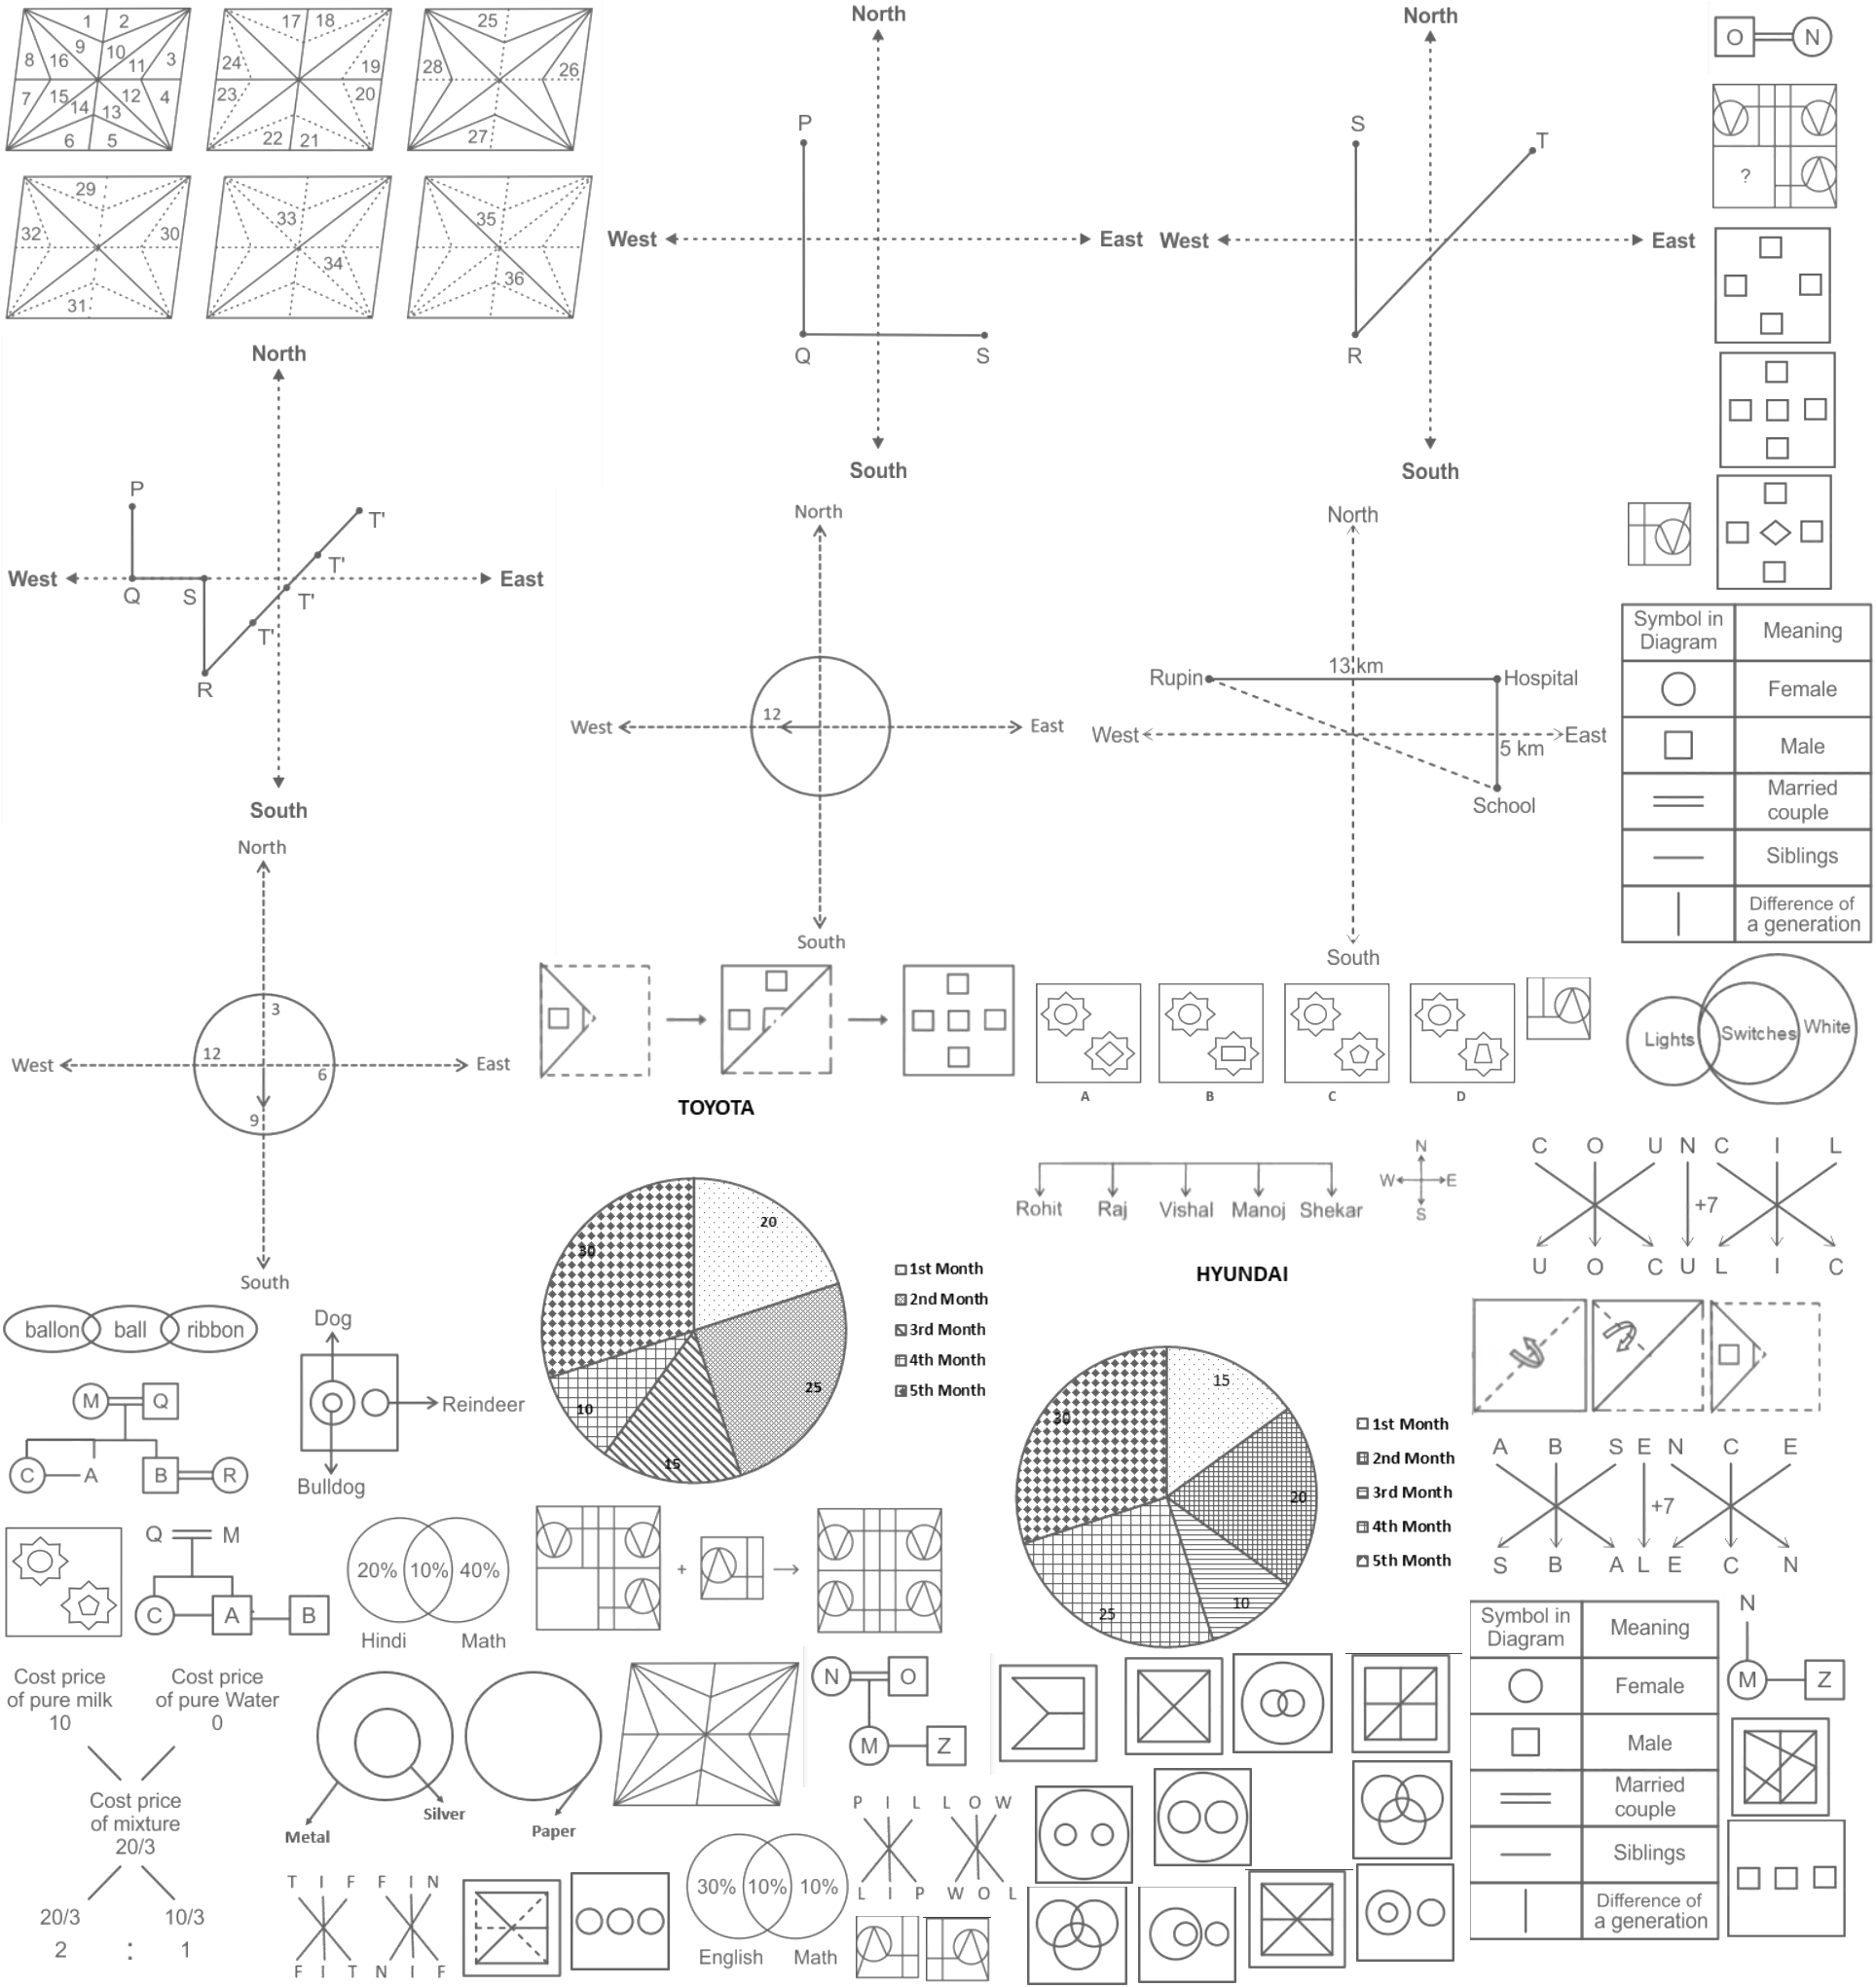 1 2
9 10
8 16 11 3
7 15 12 4
14 13
6 5
17 18
24 19
23 20
22 21
25
28 26
27
29
32 30
31
33
34
35
36
North
P
West East
Q S
South
North
S T
West East
R
South
O N
?
North
P
T'
T'
West East
Q S T'
T'
R
South
North
12
West East
South
North
Rupin 13 km Hospital
West East
5 km
School
South
Symbol in Meaning
Diagram
Female
Male
Married
couple
Siblings
Difference of
a generation
North
3
12
West East
6
9
South
A B C D
Lights Switches White
TOYOTA
20
30
25
10
15
1st Month
2nd Month
3rd Month
4th Month
5th Month
N
W E
S
Rohit Raj Vishal Manoj Shekar
C O U N C I L
+7
U O C U L I C
HYUNDAI
15
30
20
10
25
1st Month
2nd Month
3rd Month
4th Month
5th Month
ballon ball ribbon
Dog
Reindeer
Bulldog
M Q
C A B R
A B S E N C E
+7
S B A L E C N
Q M
C A B
20% 10% 40%
Hindi Math
+
Symbol in Meaning
Diagram
Female
Male
Married
couple
Siblings
Difference of
a generation
N
M Z
Cost price Cost price
of pure milk of pure Water
10 0
Cost price
of mixture
20/3
20/3 10/3
2 : 1
Silver
Metal
Paper
N O
M Z
P I L L O W
L I P W O L
T I F F I N
F I T N I F
30% 10% 10%
English Math